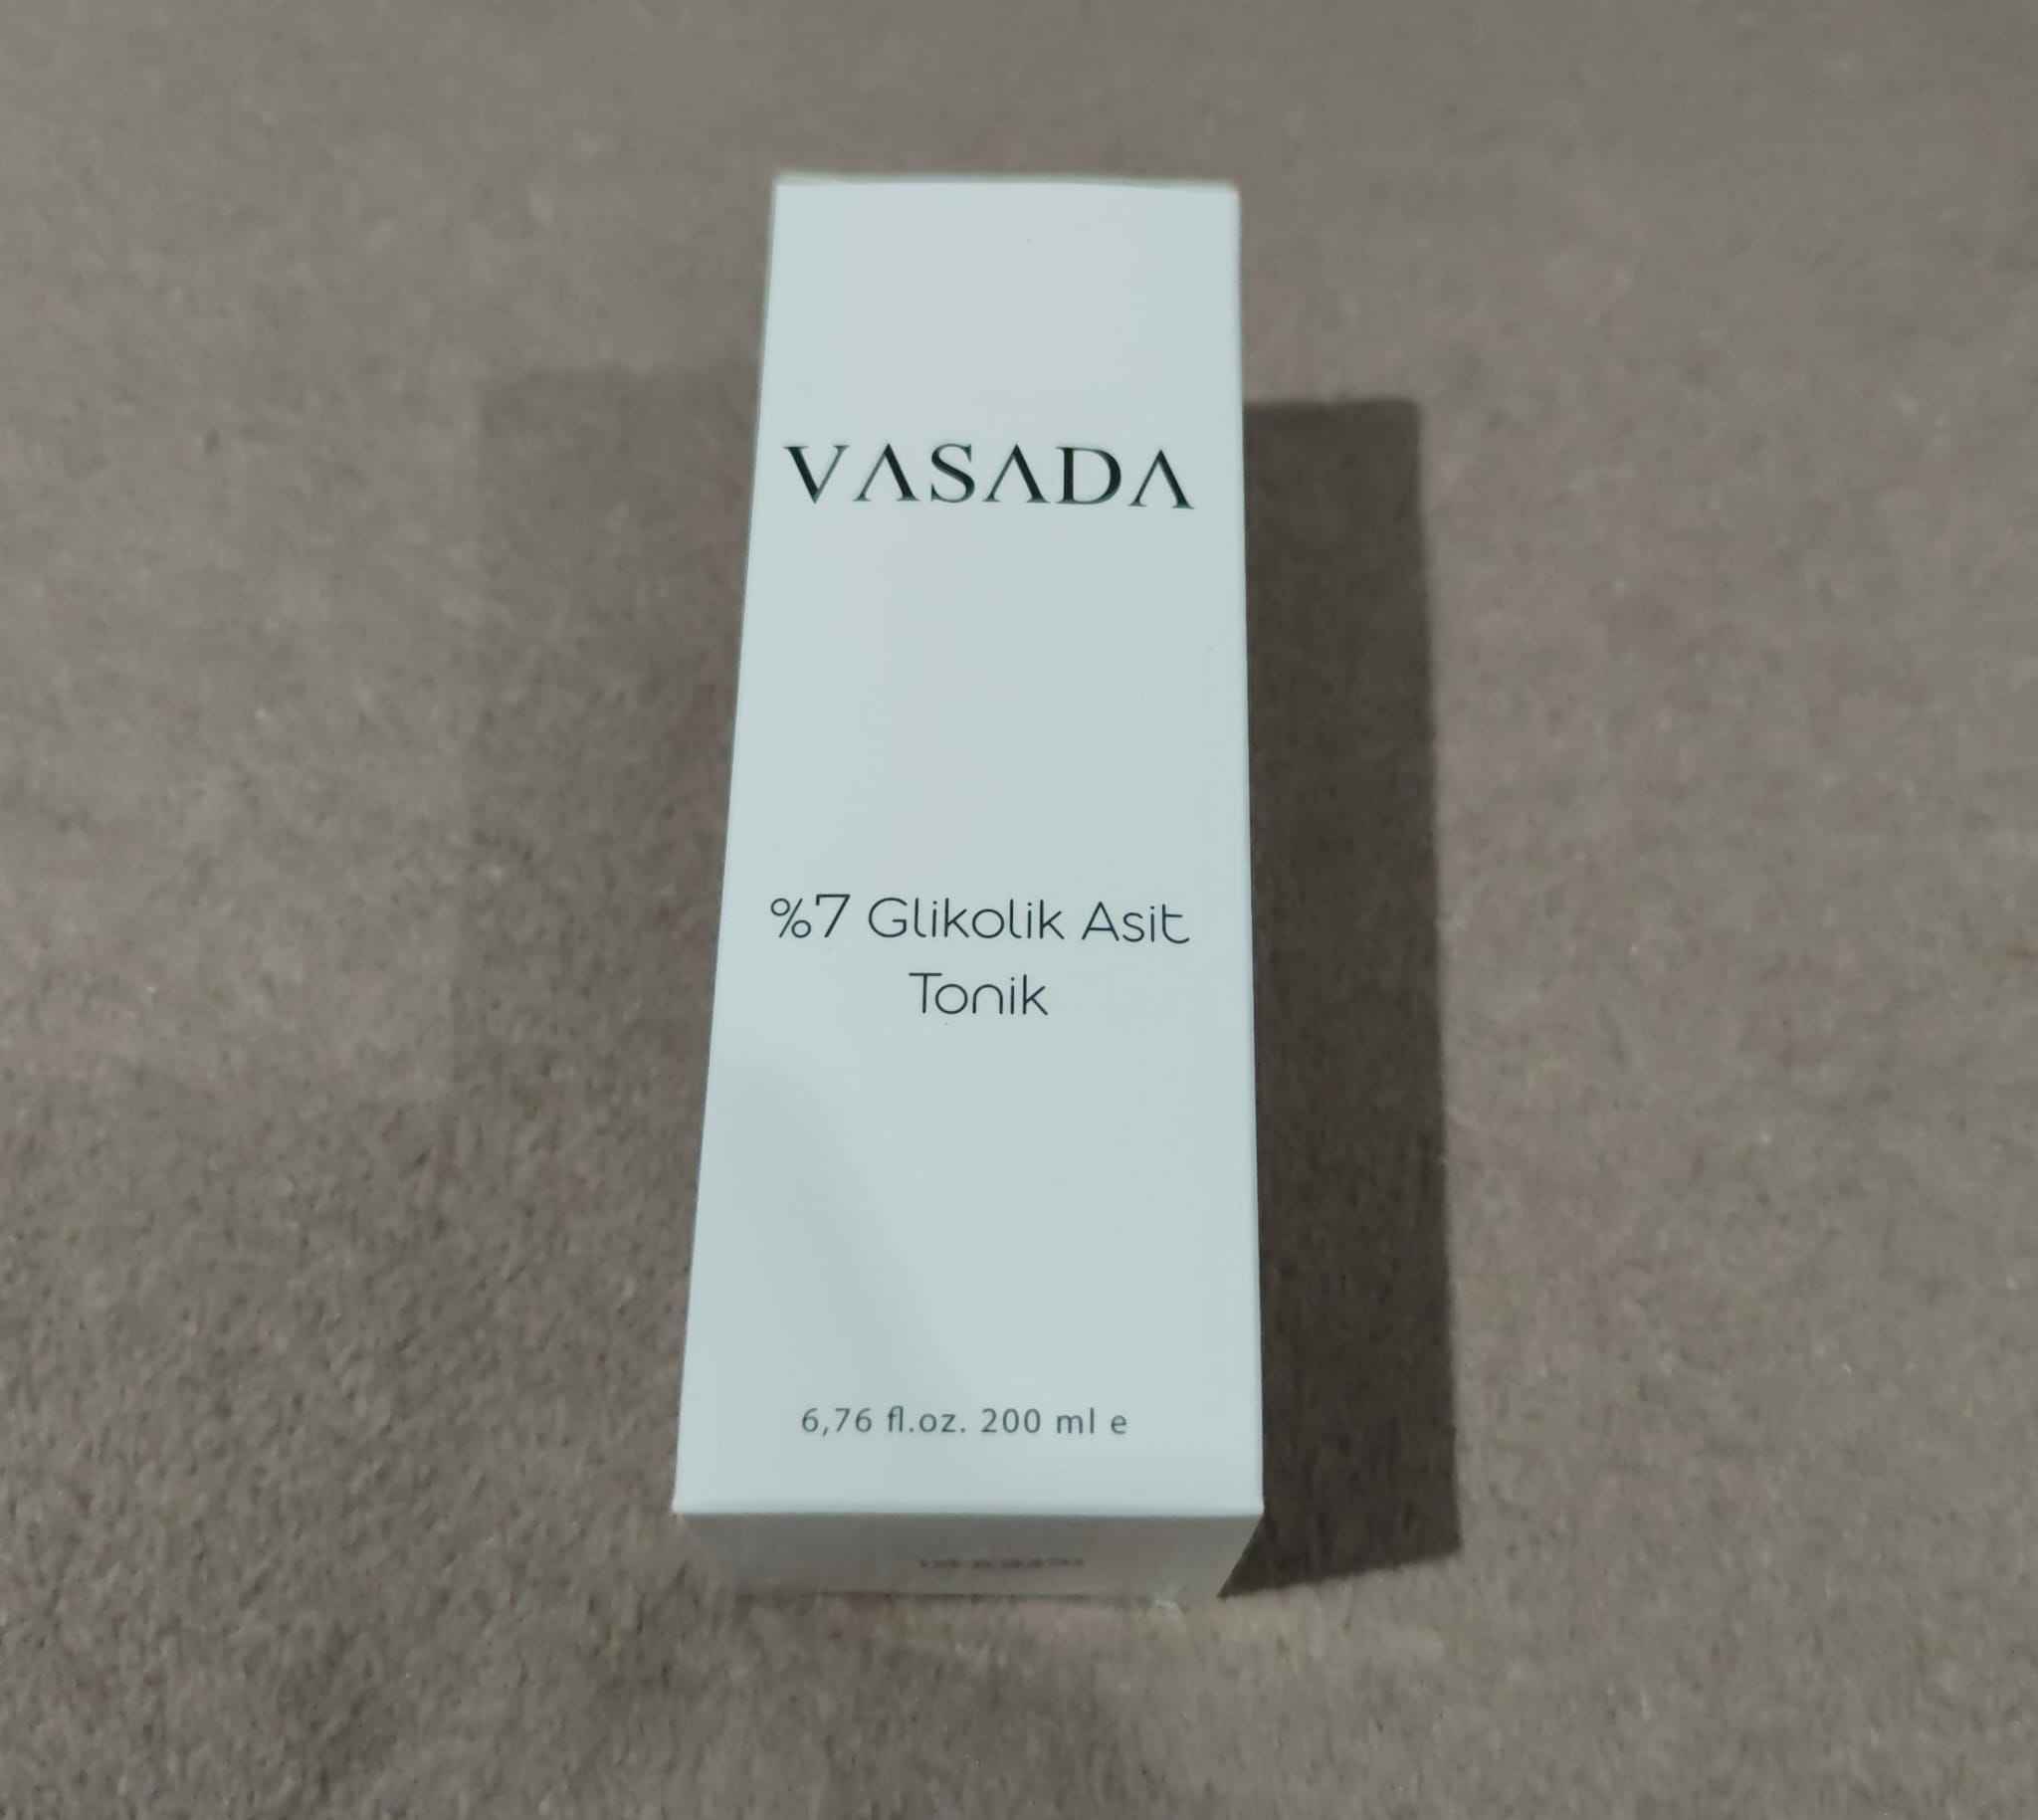 VASADA
%7 Glikolik Asit
Tonik
6,76 fl.oz. 200 ml e